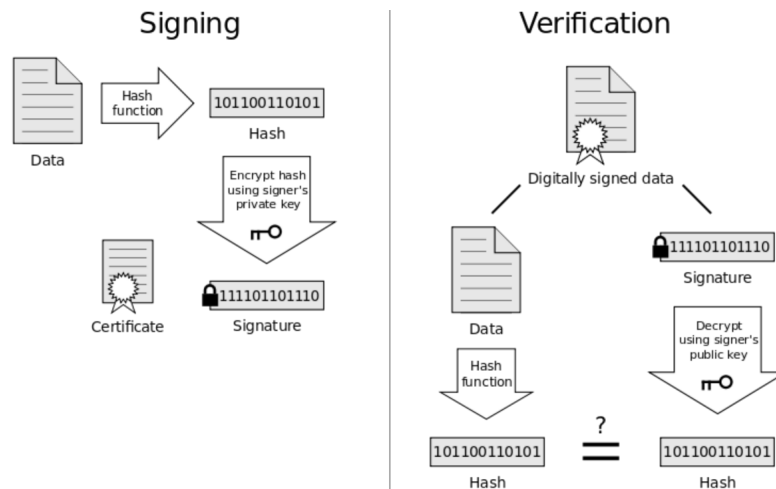 Signing
Data
Hash
function
101100110101
Hash
Encrypt hash
using signer's
private key
111101101110
Signature
Certificate
Verification
Digitally signed data
Data
Hash
function
101100110101
Hash
111101101110
Signature
Decrypt
using signer's
public key
?
=
101100110101
Hash